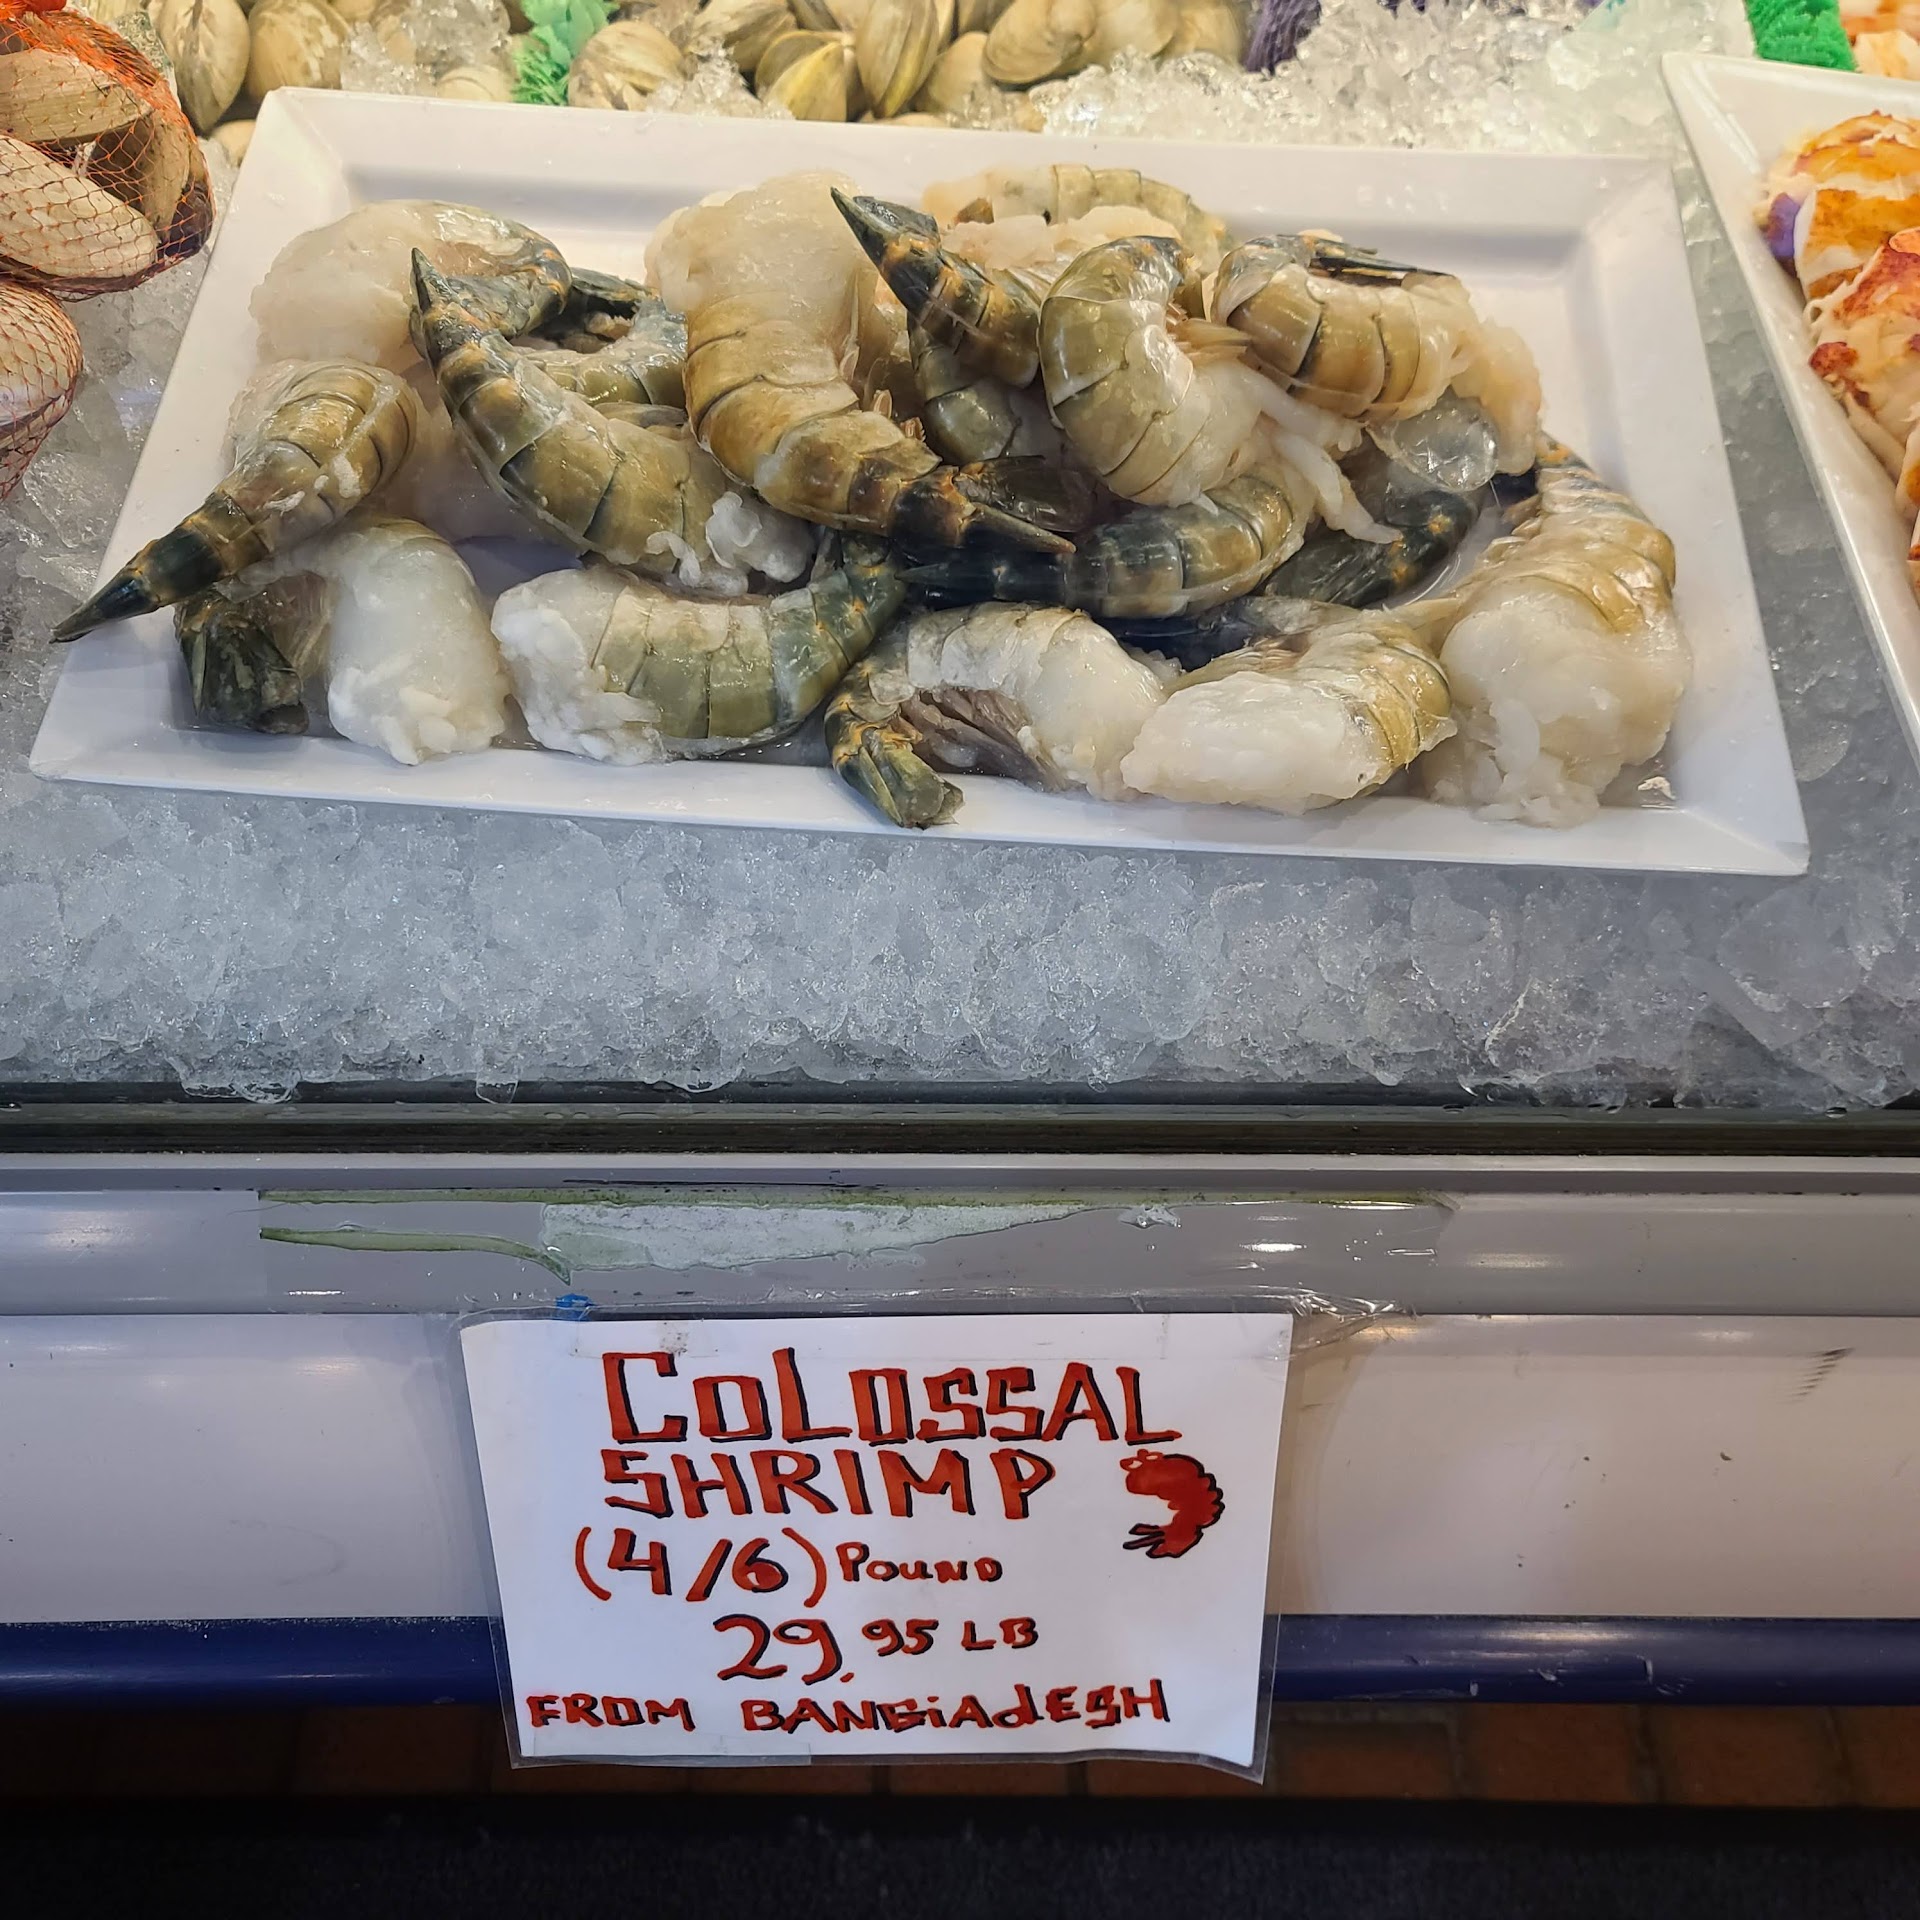 COLOSSAL
SHRIMP
(4/6) POUND
29.95 LB
FROM BANGiAdESH